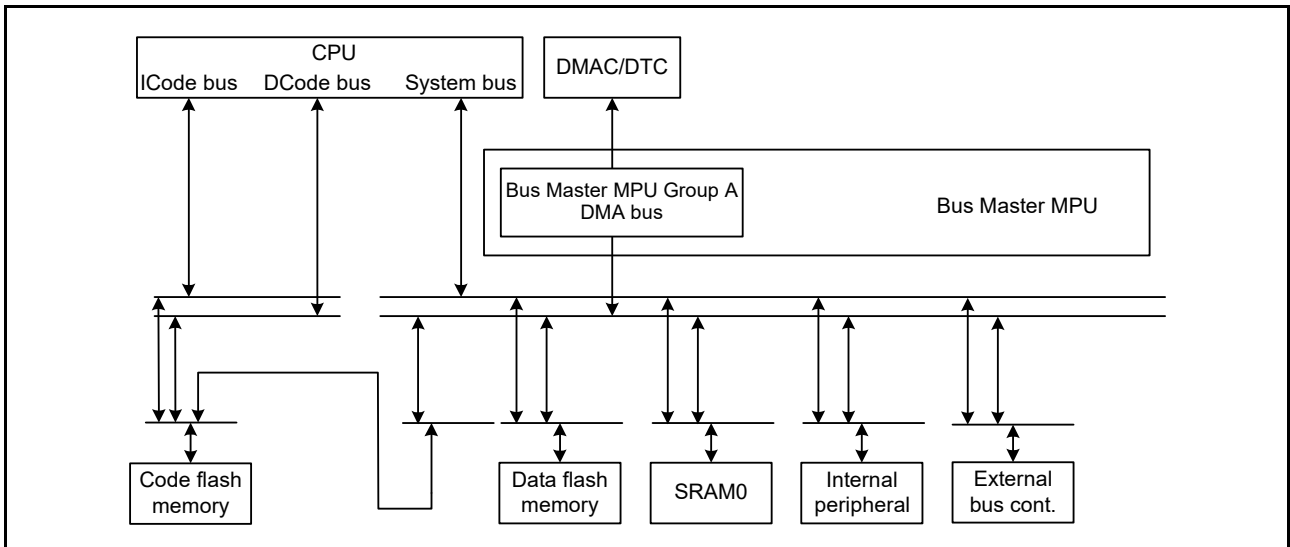 CPU
ICode bus DCode bus System bus
DMAC/DTC
Bus Master MPU Group A
DMA bus
Bus Master MPU
Code flash
memory
Data flash
memory
SRAM0
Internal
peripheral
External
bus cont.